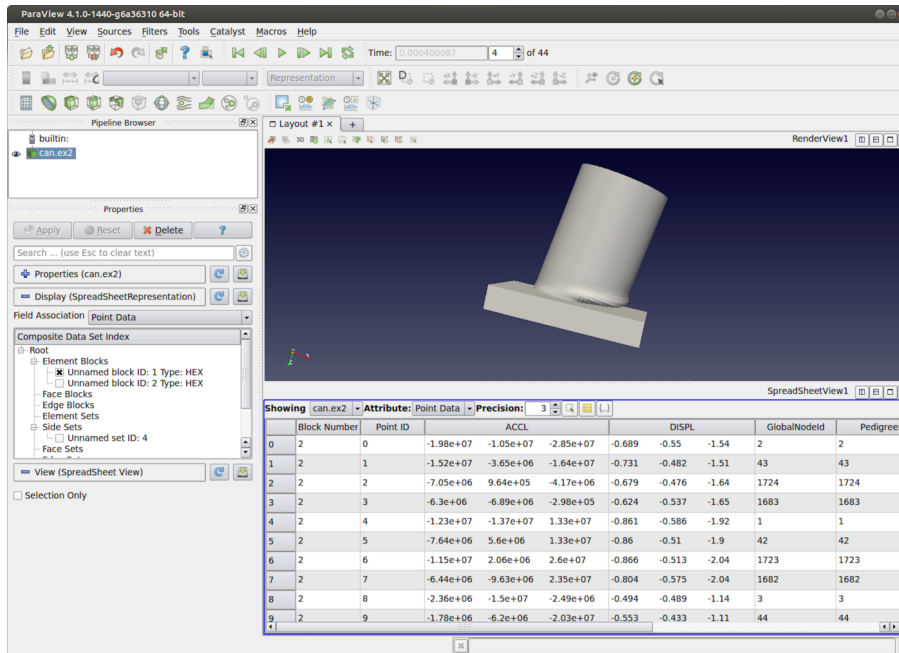 ParaView 4.1.0-1440-g6a36310 64-bit
File Edit View Sources Filters Tools Catalyst Macros Help
Time: 0.000400087 4 of 44
Representation
Pipeline Browser
builtin:
can.ex2
Properties
Apply Reset Delete ?
Search ... (use Esc to clear text)
Properties (can.ex2)
Display (SpreadSheetRepresentation)
Field Association Point Data
Composite Data Set Index
Root
Element Blocks
Unnamed block ID: 1 Type: HEX
Unnamed block ID: 2 Type: HEX
Face Blocks
Edge Blocks
Element Sets
Side Sets
Unnamed set ID: 4
Face Sets
View (SpreadSheet View)
Selection Only
Layout #1 × +
3D RenderView1
SpreadSheetView1
Showing can.ex2 Attribute: Point Data Precision: 3
Block Number Point ID ACCL DISPL GlobalNodeId Pedigree
0 2 0 -1.98e+07 -1.05e+07 -2.85e+07 -0.689 -0.55 -1.54 2 2
1 2 1 -1.52e+07 -3.65e+06 -1.64e+07 -0.731 -0.482 -1.51 43 43
2 2 2 -7.05e+06 9.64e+05 -4.17e+06 -0.679 -0.476 -1.64 1724 1724
3 2 3 -6.3e+06 -6.89e+06 -2.98e+05 -0.624 -0.537 -1.65 1683 1683
4 2 4 -1.23e+07 -1.37e+07 1.33e+07 -0.861 -0.586 -1.92 1 1
5 2 5 -7.64e+06 5.6e+06 1.33e+07 -0.86 -0.51 -1.9 42 42
6 2 6 -1.15e+07 2.06e+06 2.6e+07 -0.866 -0.513 -2.04 1723 1723
7 2 7 -6.44e+06 -9.63e+06 2.35e+07 -0.804 -0.575 -2.04 1682 1682
8 2 8 -2.36e+06 -1.5e+07 -2.49e+06 -0.494 -0.489 -1.14 3 3
9 2 9 -1.78e+06 -6.2e+06 -2.03e+07 -0.553 -0.433 -1.11 44 44